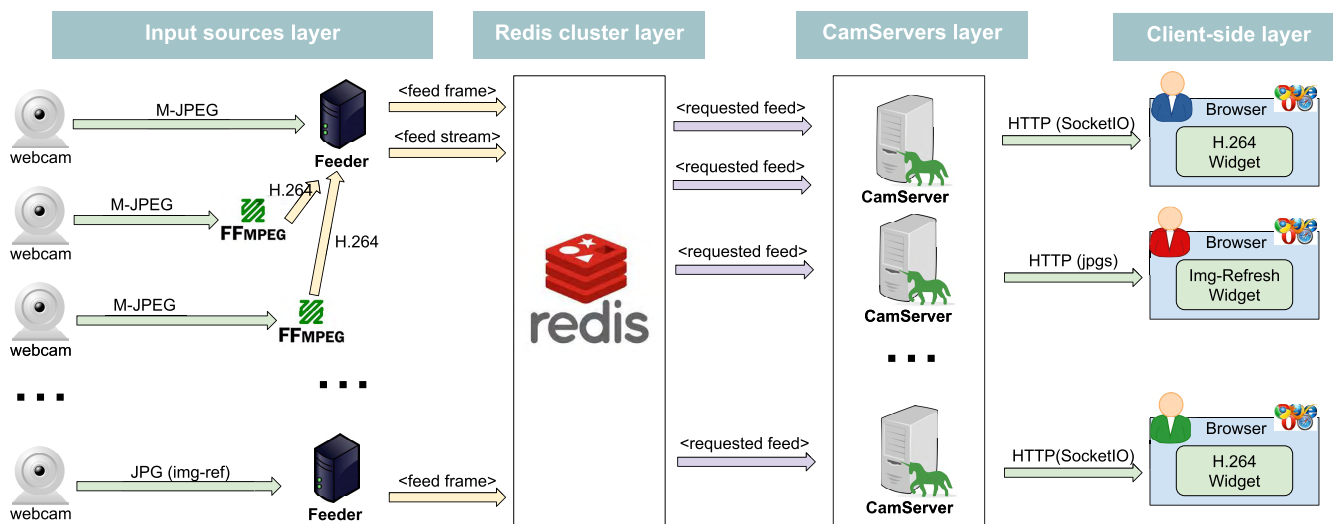 Input sources layer
Redis cluster layer
CamServers layer
Client-side layer
webcam
M-JPEG
Feeder
<feed frame>
<feed stream>
webcam
M-JPEG
FFMPEG
H.264
H.264
webcam
M-JPEG
FFMPEG
. . .
. . .
webcam
JPG (img-ref)
Feeder
<feed frame>
redis
<requested feed>
<requested feed>
<requested feed>
<requested feed>
CamServer
CamServer
. . .
CamServer
HTTP (SocketIO)
Browser
H.264
Widget
HTTP (jpgs)
Browser
Img-Refresh
Widget
HTTP(SocketIO)
Browser
H.264
Widget